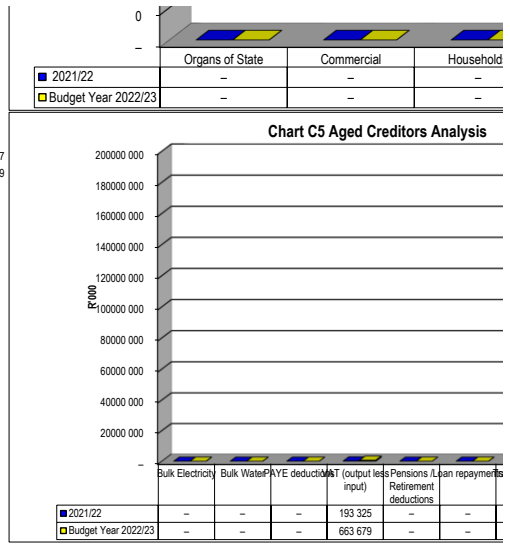 0
–
Organs of State Commercial Household
2021/22 – – –
Budget Year 2022/23 – – –
Chart C5 Aged Creditors Analysis
7
9
200000 000
180000 000
160000 000
140000 000
120000 000
R'000
100000 000
80000 000
60000 000
40000 000
20000 000
–
Bulk Electricity Bulk Water PAYE deductions VAT (output less input) Pensions / Retirement deductions Loan repayments
2021/22 – – – 193 325 – –
Budget Year 2022/23 – – – 663 679 – –